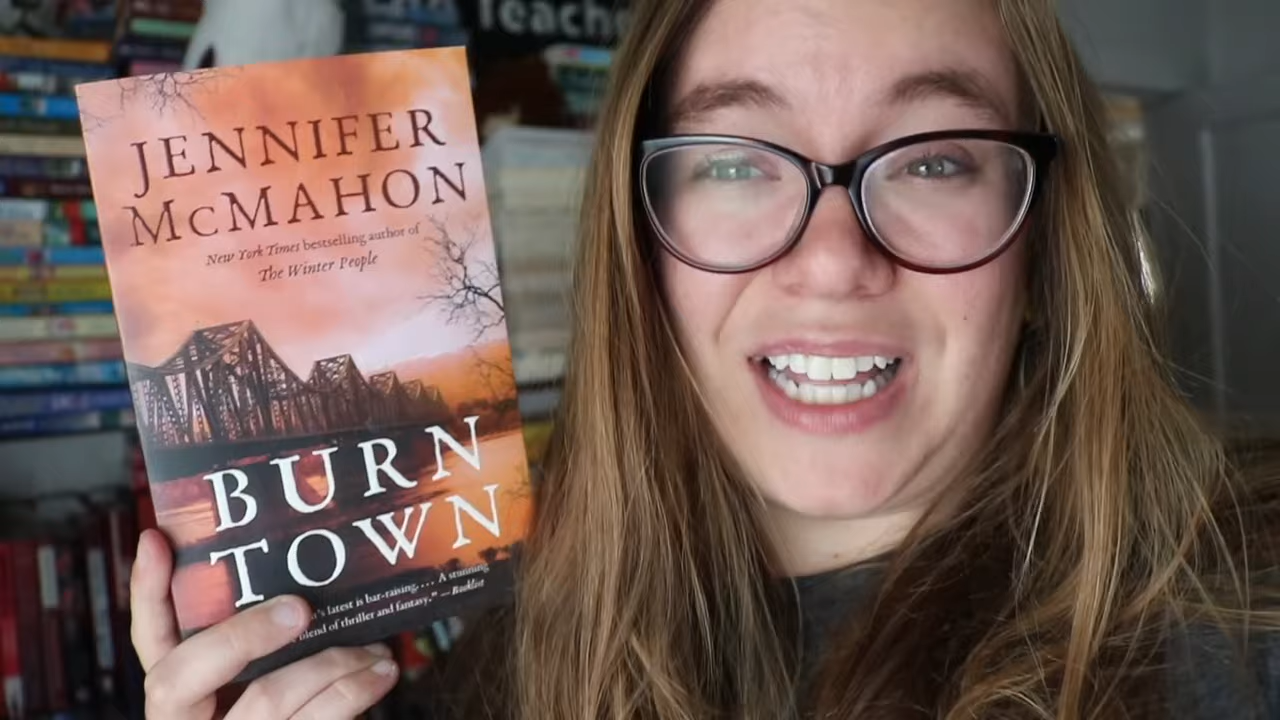 Teache
JENNIFER
McMAHON
New York Times bestselling author of
The Winter People
BURN
TOWN
's latest is bar-raising.... A stunning
blend of thriller and fantasy." —Booklist